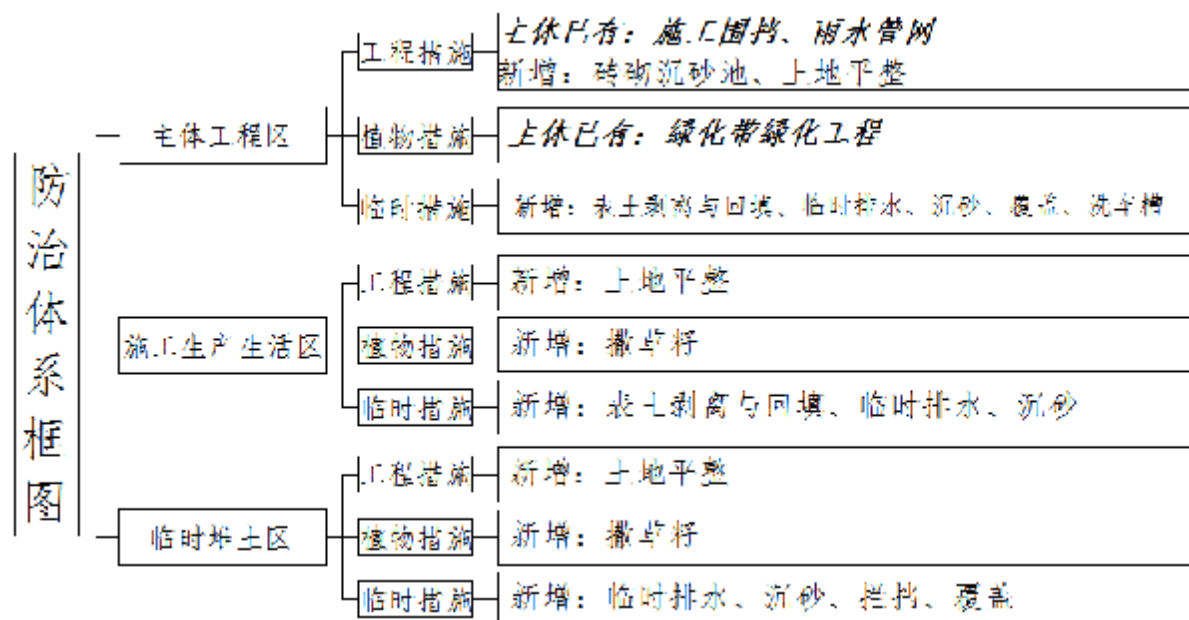 防治体系框图
主体工程区
工程措施
主体已有：施工围挡、雨水管网
新增：砖砌沉砂池、土地平整
植物措施
主体已有：绿化带绿化工程
临时措施
新增：表土剥离与回填、临时排水、沉砂、覆盖、洗车槽
施工生产生活区
工程措施
新增：土地平整
植物措施
新增：撒草籽
临时措施
新增：表土剥离与回填、临时排水、沉砂
临时堆土区
工程措施
新增：土地平整
植物措施
新增：撒草籽
临时措施
新增：临时排水、沉砂、拦挡、覆盖